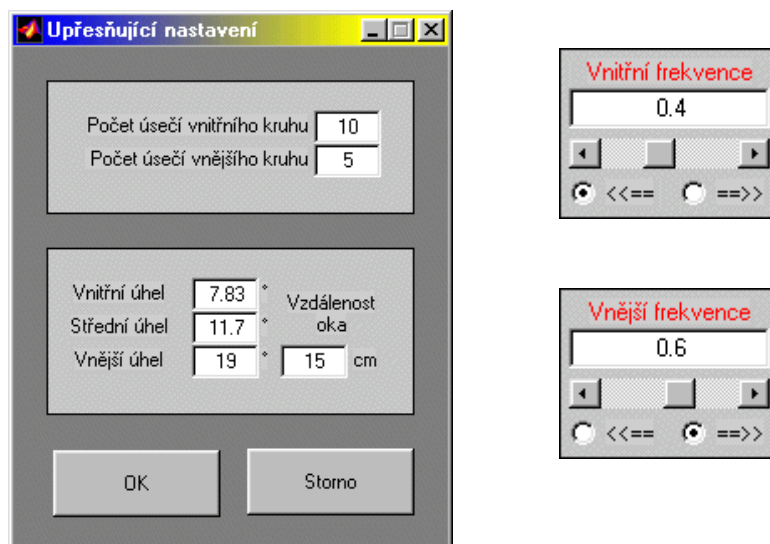 Upřesňující nastavení
Počet úsečí vnitřního kruhu 10
Počet úsečí vnějšího kruhu 5
Vnitřní úhel 7.83 °
Střední úhel 11.7 °
Vnější úhel 19 °
Vzdálenost
oka
15 cm
OK
Storno
Vnitřní frekvence
0.4
<<== ==>>
Vnější frekvence
0.6
<<== ==>>